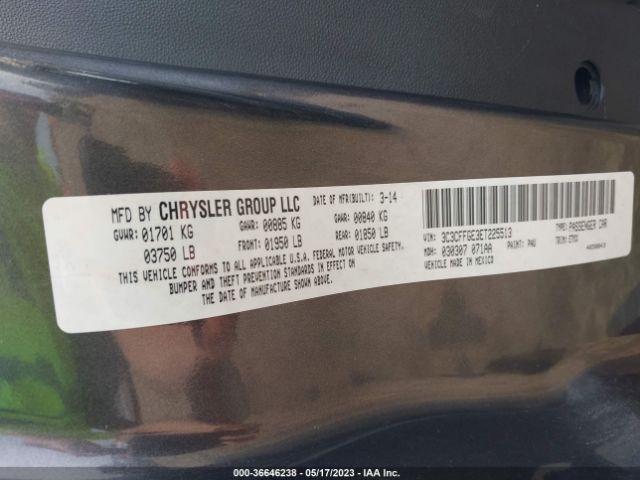 MFD BY CHRYSLER GROUP LLC DATE OF MFR(BUILT): 3-14
GVWR: 01701 KG GAWR: 00885 KG GAWR: 00840 KG
03750 LB FRONT: 01950 LB REAR: 01850 LB
THIS VEHICLE CONFORMS TO ALL APPLICABLE U.S.A. FEDERAL MOTOR VEHICLE SAFETY,
BUMPER AND THEFT PREVENTION STANDARDS IN EFFECT ON
THE DATE OF MANUFACTURE SHOWN ABOVE.
VIN: 3C3CFFGE3ET225513 TYPE: PASSENGER CAR
MDH: 030307 071AA PAINT: PAU TRIM:
VEHICLE MADE IN MEXICO
000-36646238 - 05/17/2023 - IAA Inc.